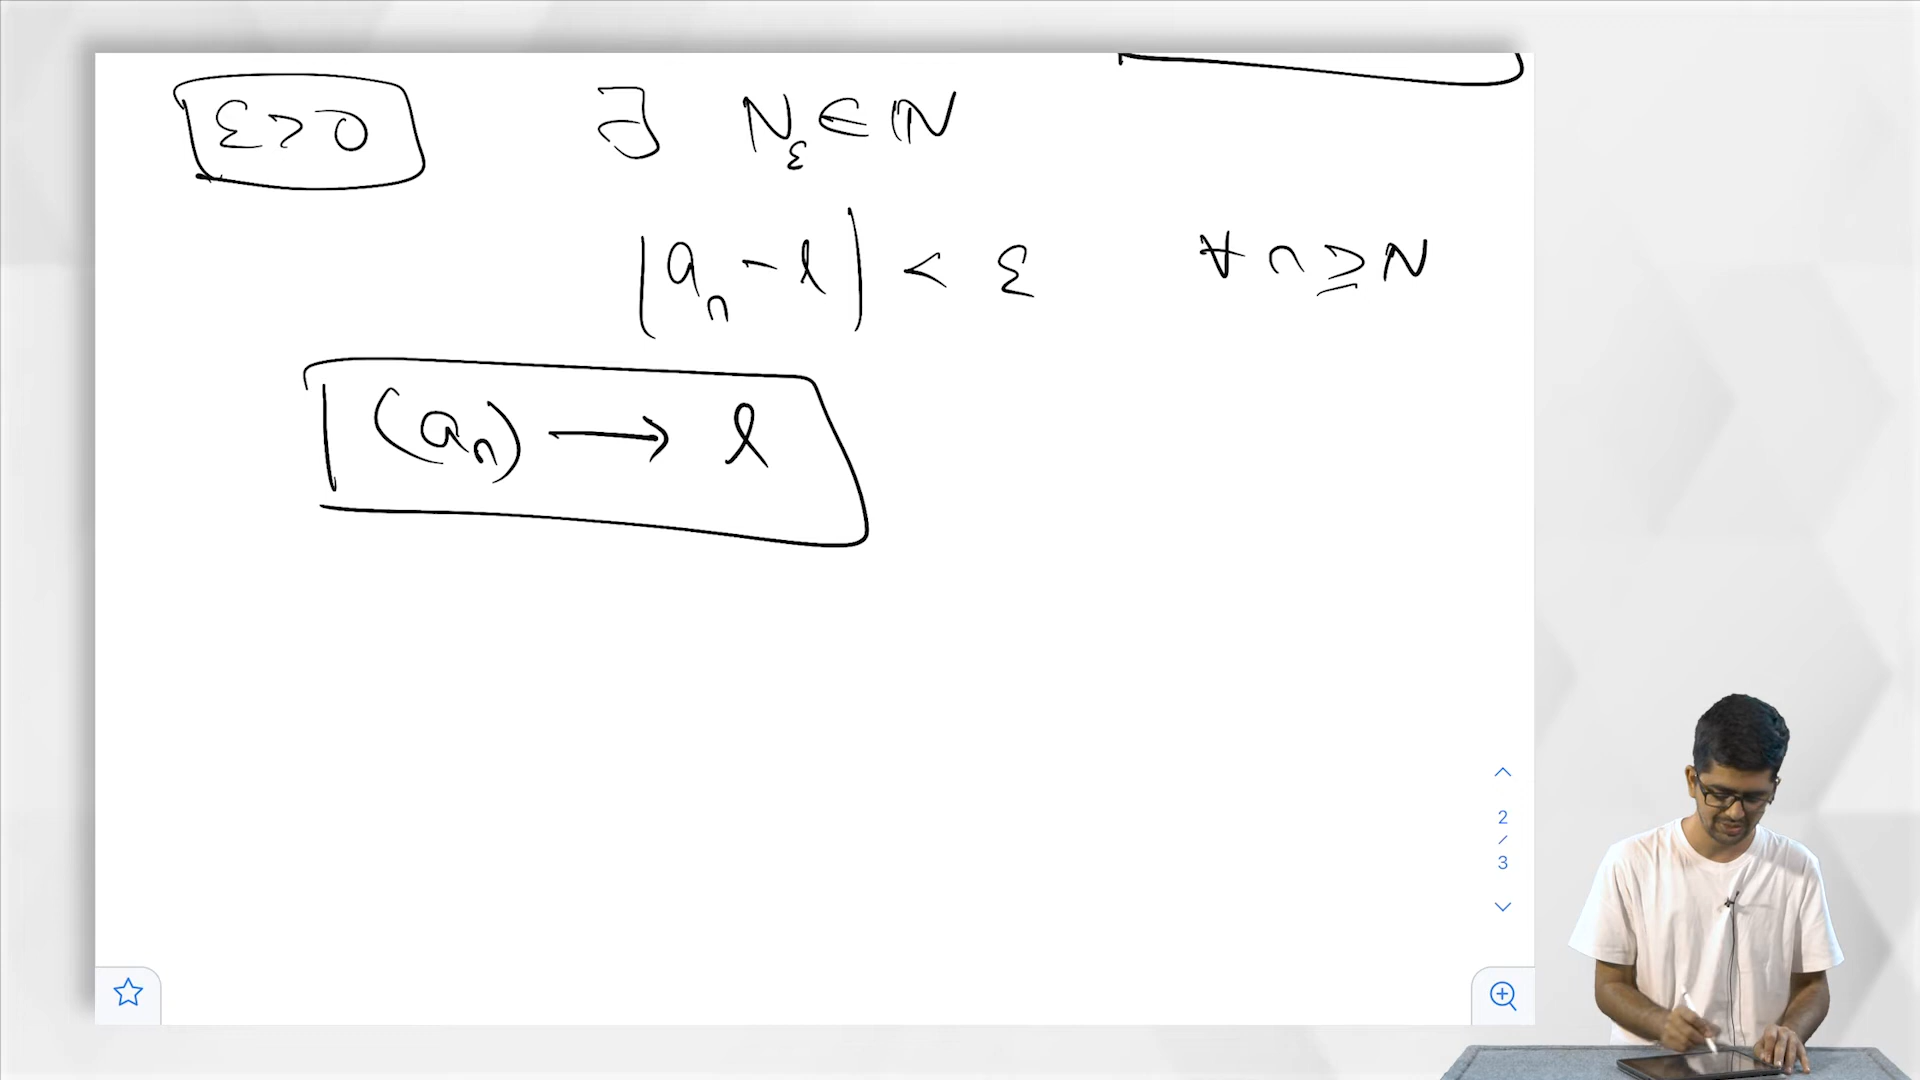 ε>0 ∃ N_ε ∈ ℕ
|a_n - l| < ε ∀ n ≥ N
(a_n) ⟶ l
2
/
3